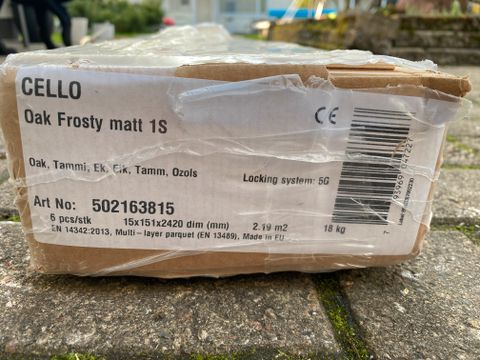 CELLO
Oak Frosty matt 1S
CE
Oak, Tammi, Ek, Eik, Tamm, Ozols
Locking system: 5G
Art No: 502163815
6 pcs/stk 15x151x2420 dim (mm) 2.19 m2 18 kg
EN 14342:2013, Multi-layer parquet (EN 13489), Made in EU